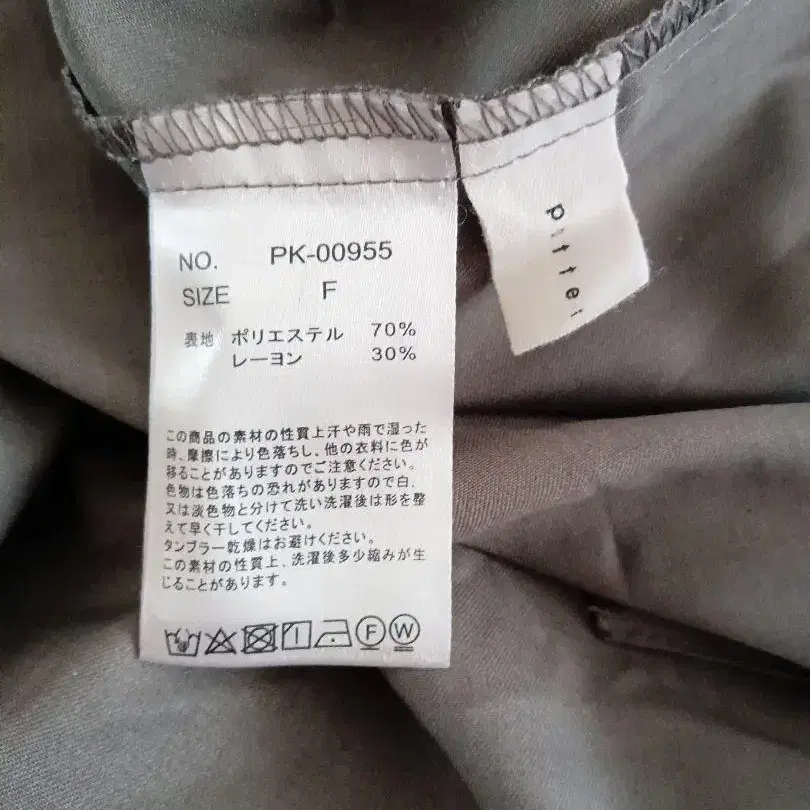 NO. PK-00955
SIZE F
表地 ポリエステル 70%
レーヨン 30%
この商品の素材の性質上汗や雨で湿った
時、摩擦により色落ちし、他の衣料に色が
移ることがありますのでご注意ください。
色物は色落ちの恐れがありますので白、
又は淡色物と分けて洗い洗濯後は形を整
えて早く干してください。
タンブラー乾燥はお避けください。
この素材の性質上、洗濯後多少縮みが生
じることがあります。
F W